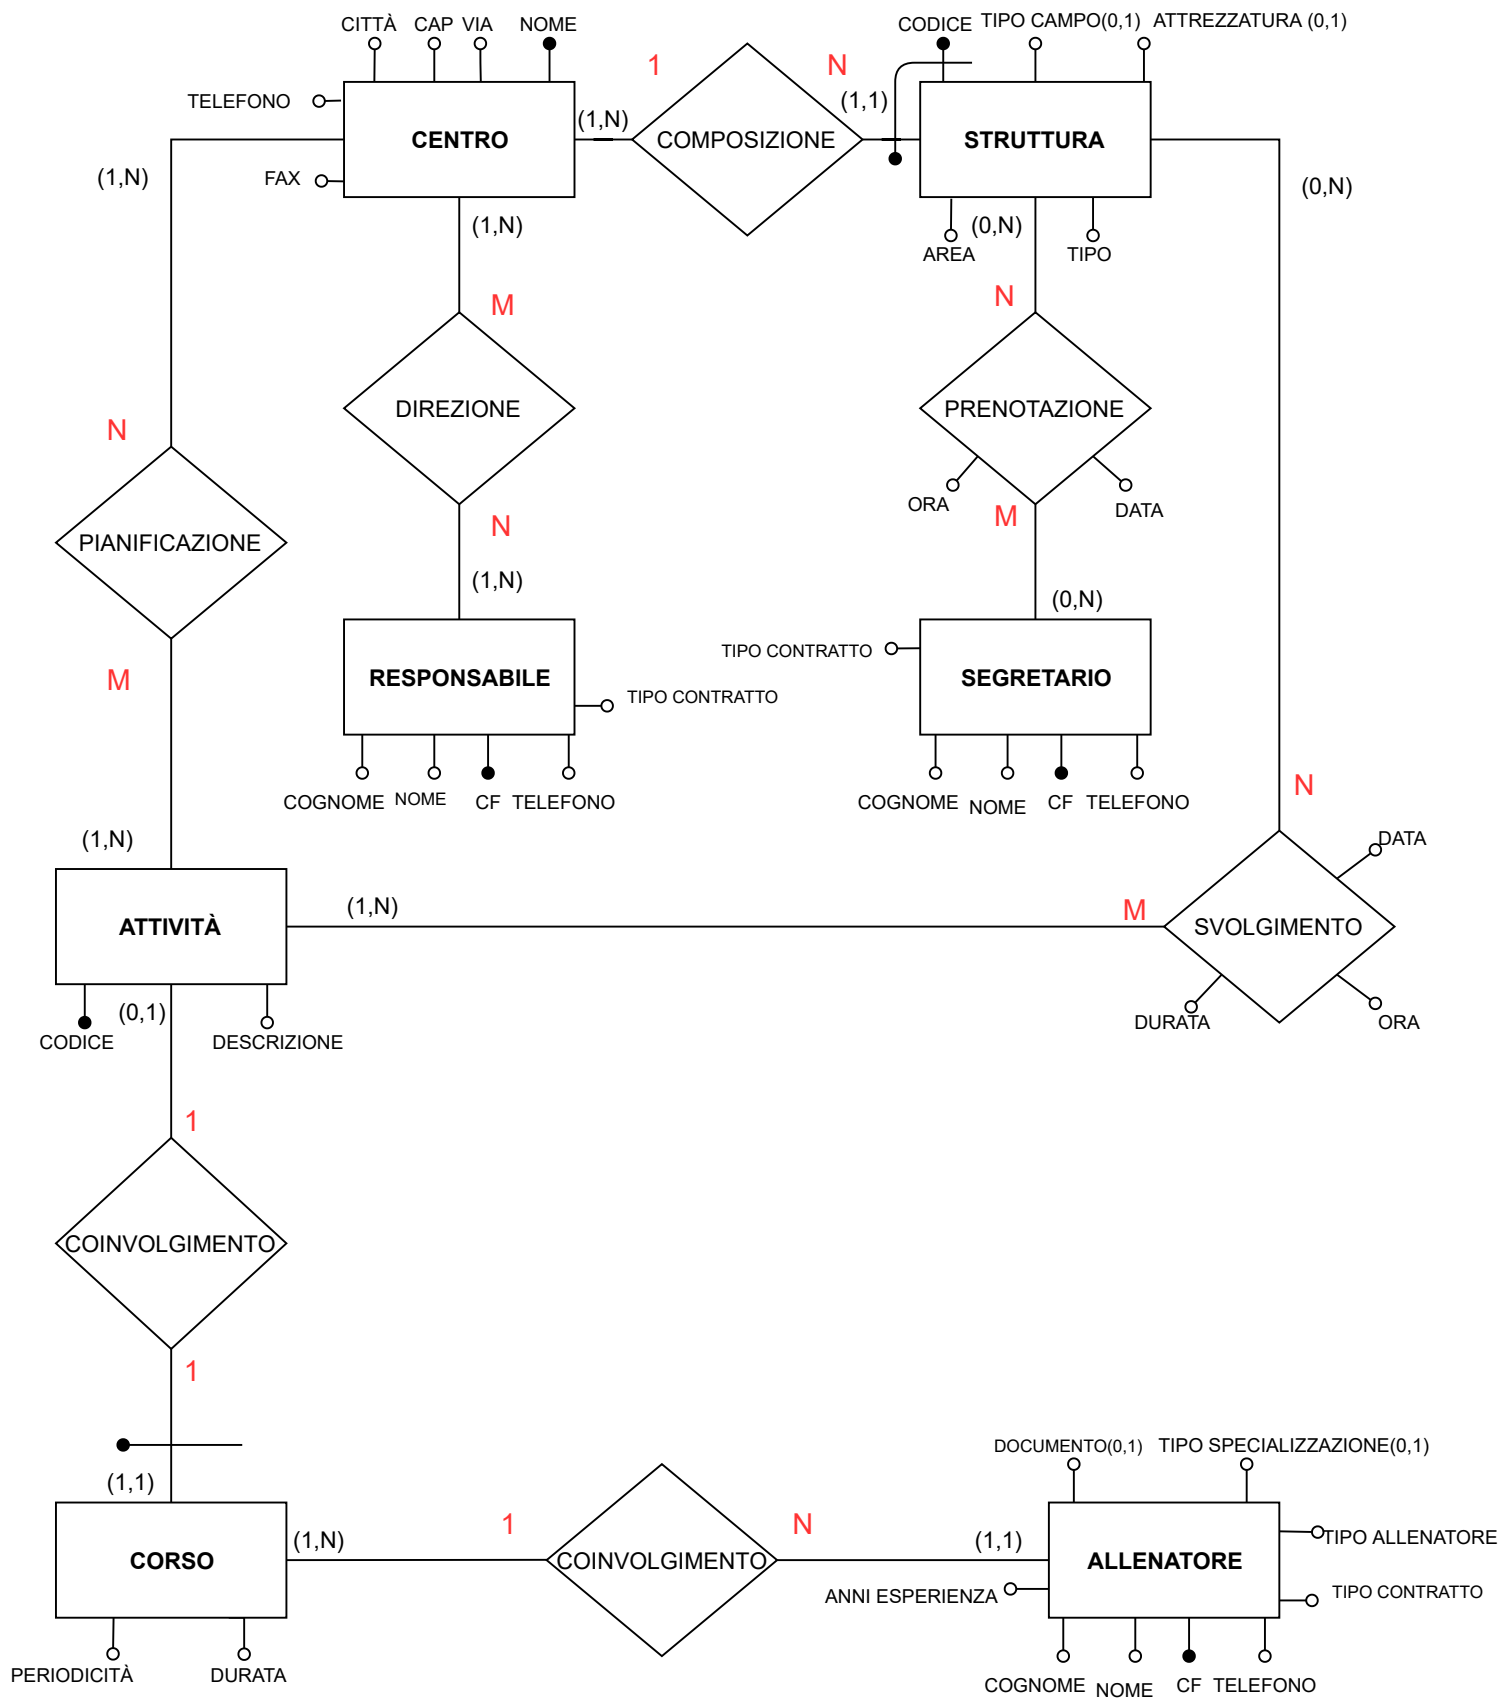 CITTÀ
CAP
VIA
NOME
CODICE
TIPO CAMPO(0,1)
ATTREZZATURA (0,1)
1
N
TELEFONO
(1,N)
(1,1)
CENTRO
COMPOSIZIONE
STRUTTURA
FAX
(1,N)
(0,N)
(1,N)
(0,N)
AREA
TIPO
M
N
DIREZIONE
PRENOTAZIONE
N
ORA
DATA
N
M
PIANIFICAZIONE
(1,N)
(0,N)
M
TIPO CONTRATTO
RESPONSABILE
SEGRETARIO
TIPO CONTRATTO
COGNOME
NOME
CF
TELEFONO
COGNOME
NOME
CF
TELEFONO
N
(1,N)
DATA
(1,N)
M
ATTIVITÀ
SVOLGIMENTO
(0,1)
CODICE
DESCRIZIONE
DURATA
ORA
1
COINVOLGIMENTO
1
DOCUMENTO(0,1)
TIPO SPECIALIZZAZIONE(0,1)
(1,1)
1
N
(1,N)
(1,1)
TIPO ALLENATORE
CORSO
COINVOLGIMENTO
ALLENATORE
ANNI ESPERIENZA
TIPO CONTRATTO
PERIODICITÀ
DURATA
COGNOME
NOME
CF
TELEFONO